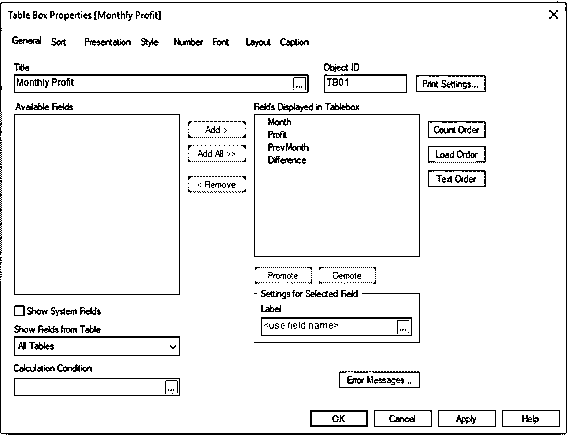 Table Box Properties [Monthly Profit]
General Sort Presentation Style Number Font Layout Caption
Title
Object ID
Monthly Profit
...
TB01
Print Settings...
Available Fields
Fields Displayed in Tablebox
Add >
Add All >>
< Remove
Month
Profit
PrevMonth
Difference
Count Order
Load Order
Text Order
Promote
Demote
Settings for Selected Field
Label
<use field name>
...
Show System Fields
Show Fields from Table
All Tables
Calculation Condition
...
Error Messages...
OK
Cancel
Apply
Help